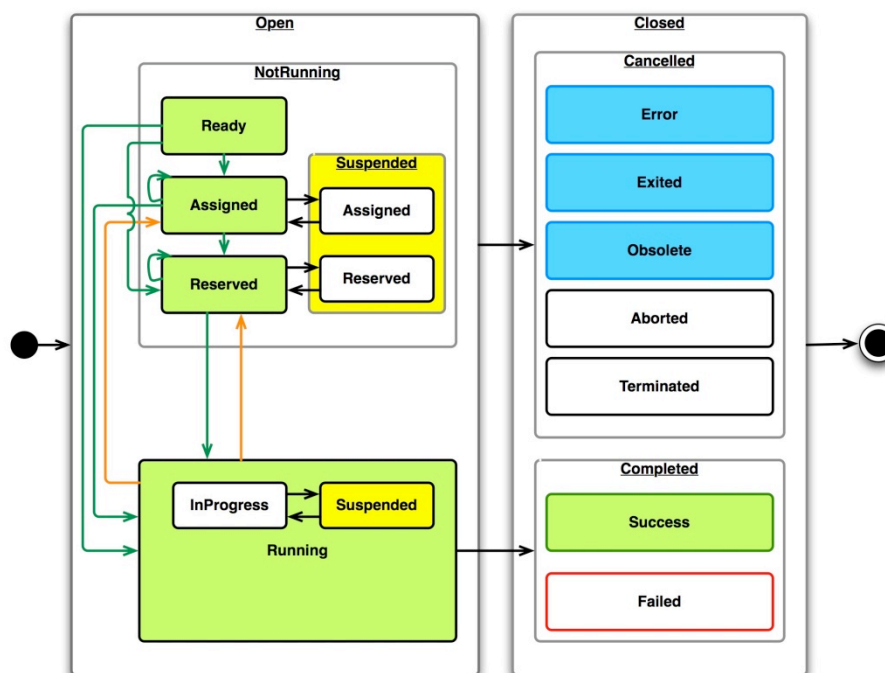 Open
NotRunning
Ready
Assigned
Reserved
Suspended
Assigned
Reserved
InProgress
Suspended
Running
Closed
Cancelled
Error
Exited
Obsolete
Aborted
Terminated
Completed
Success
Failed